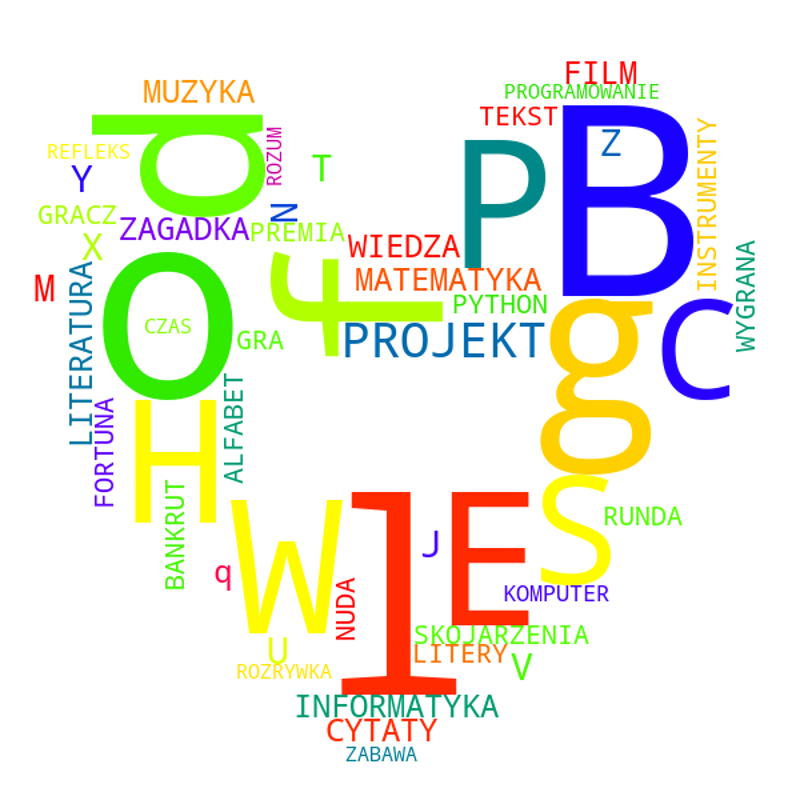 FILM
PROGRAMOWANIE
MUZYKA
TEKST
B
Z
d
ROZUM
T
P
INSTRUMENTY
REFLEKS
Y
GRACZ
ZAGADKA
N
PREMIA
X
WIEDZA
MATEMATYKA
M
LITERATURA
O
CZAS
GRA
f
PYTHON
PROJEKT
g
C
WYGRANA
FORTUNA
H
ALFABET
BANKRUT
q
W
NUDA
l
J
E
S
RUNDA
KOMPUTER
SKOJARZENIA
LITERY
V
U
ROZRYWKA
INFORMATYKA
CYTATY
ZABAWA